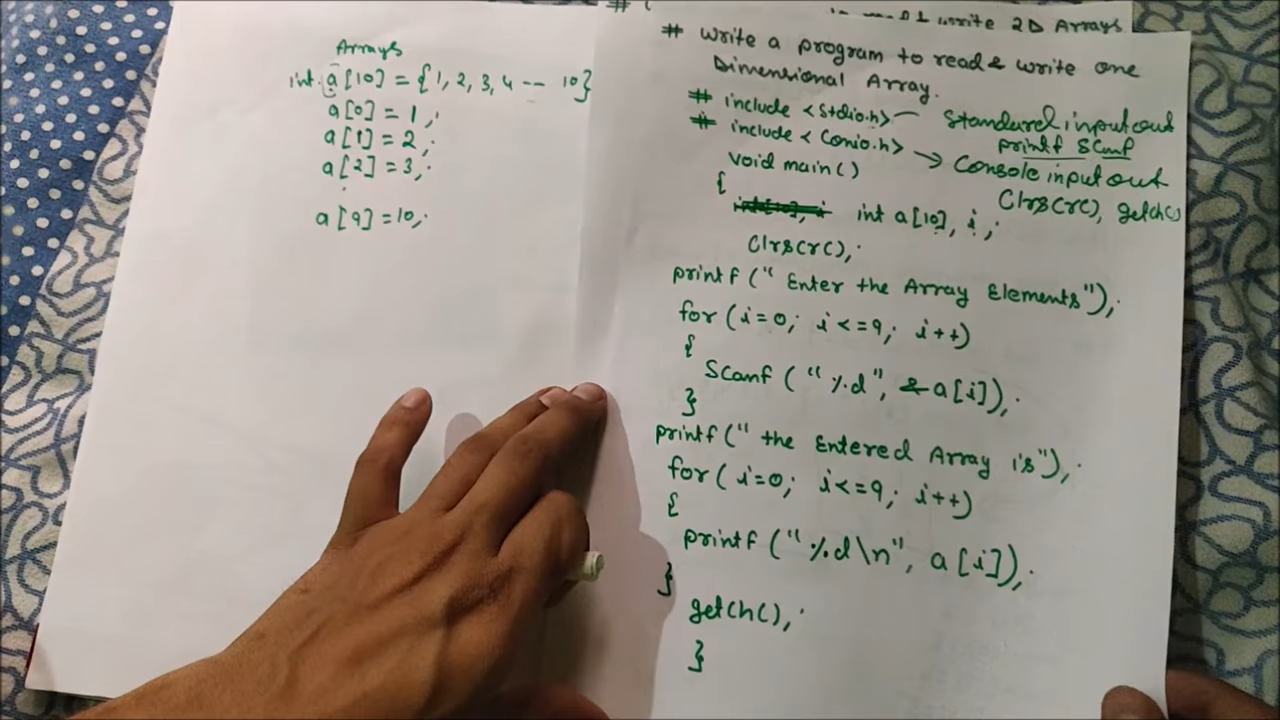 Arrays
int a[10] = {1, 2, 3, 4 -- 10}
a[0] = 1;
a[1] = 2;
a[2] = 3;
a[9] = 10;
write 2D Arrays
# write a program to read & write one
Dimensional Array.
# include <Stdio.h> — Standard input out
printf scanf
# include <Conio.h> → Console input out
Clrscr(), getch()
void main()
{
int a[10], i;
Clrscr();
printf (" Enter the Array Elements");
for (i=0; i<=9; i++)
{
Scanf ("%d", &a[i]);
}
printf (" the Entered Array is");
for (i=0; i<=9; i++)
{
printf ("%d\n", a[i]);
}
getch();
}